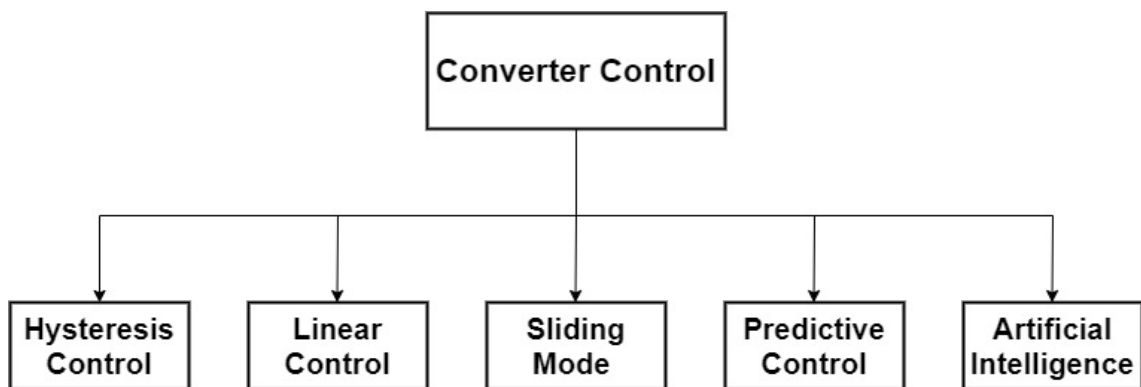 Converter Control
Hysteresis
Control
Linear
Control
Sliding
Mode
Predictive
Control
Artificial
Intelligence